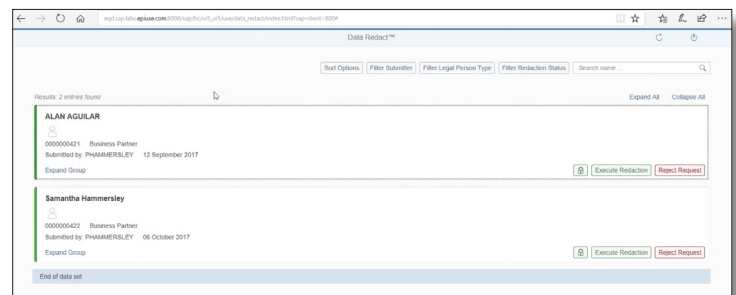 eqd.sap.labs.epiuse.com:8000/sap/bc/ui5_ui5/use/data_redact/index.html?sap-client=800#
Data Redact™
Sort Options Filter Submitter Filter Legal Person Type Filter Redaction Status Search name ...
Results: 2 entries found Expand All Collapse All
ALAN AGUILAR
0000000421 Business Partner
Submitted by: PHAMMERSLEY 12 September 2017
Expand Group Execute Redaction Reject Request
Samantha Hammersley
0000000422 Business Partner
Submitted by: PHAMMERSLEY 06 October 2017
Expand Group Execute Redaction Reject Request
End of data set